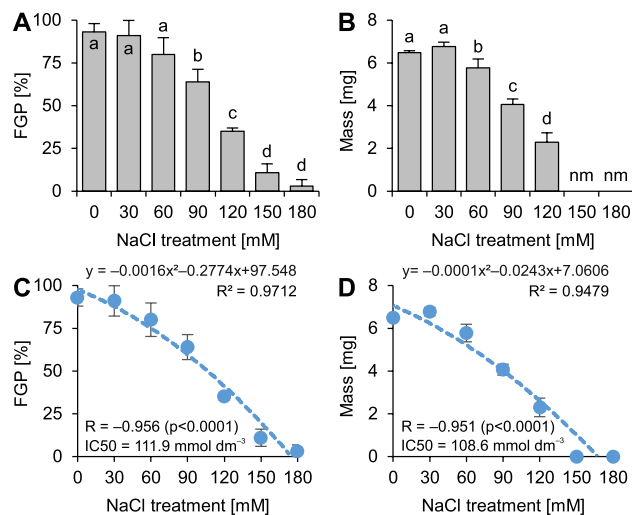 A
FGP [%]
100
75
50
25
0
a
a
a
b
c
d
d
0 30 60 90 120 150 180
NaCl treatment [mM]
B
Mass [mg]
8
6
4
2
0
a
a
b
c
d
nm
nm
0 30 60 90 120 150 180
NaCl treatment [mM]
y = –0.0016x²–0.2774x+97.548
R² = 0.9712
C
FGP [%]
100
75
50
25
0
R = –0.956 (p<0.0001)
IC50 = 111.9 mmol dm⁻³
0 30 60 90 120 150 180
NaCl treatment [mM]
y = –0.0001x²–0.0243x+7.0606
R² = 0.9479
D
Mass [mg]
8
6
4
2
0
R = –0.951 (p<0.0001)
IC50 = 108.6 mmol dm⁻³
0 30 60 90 120 150 180
NaCl treatment [mM]